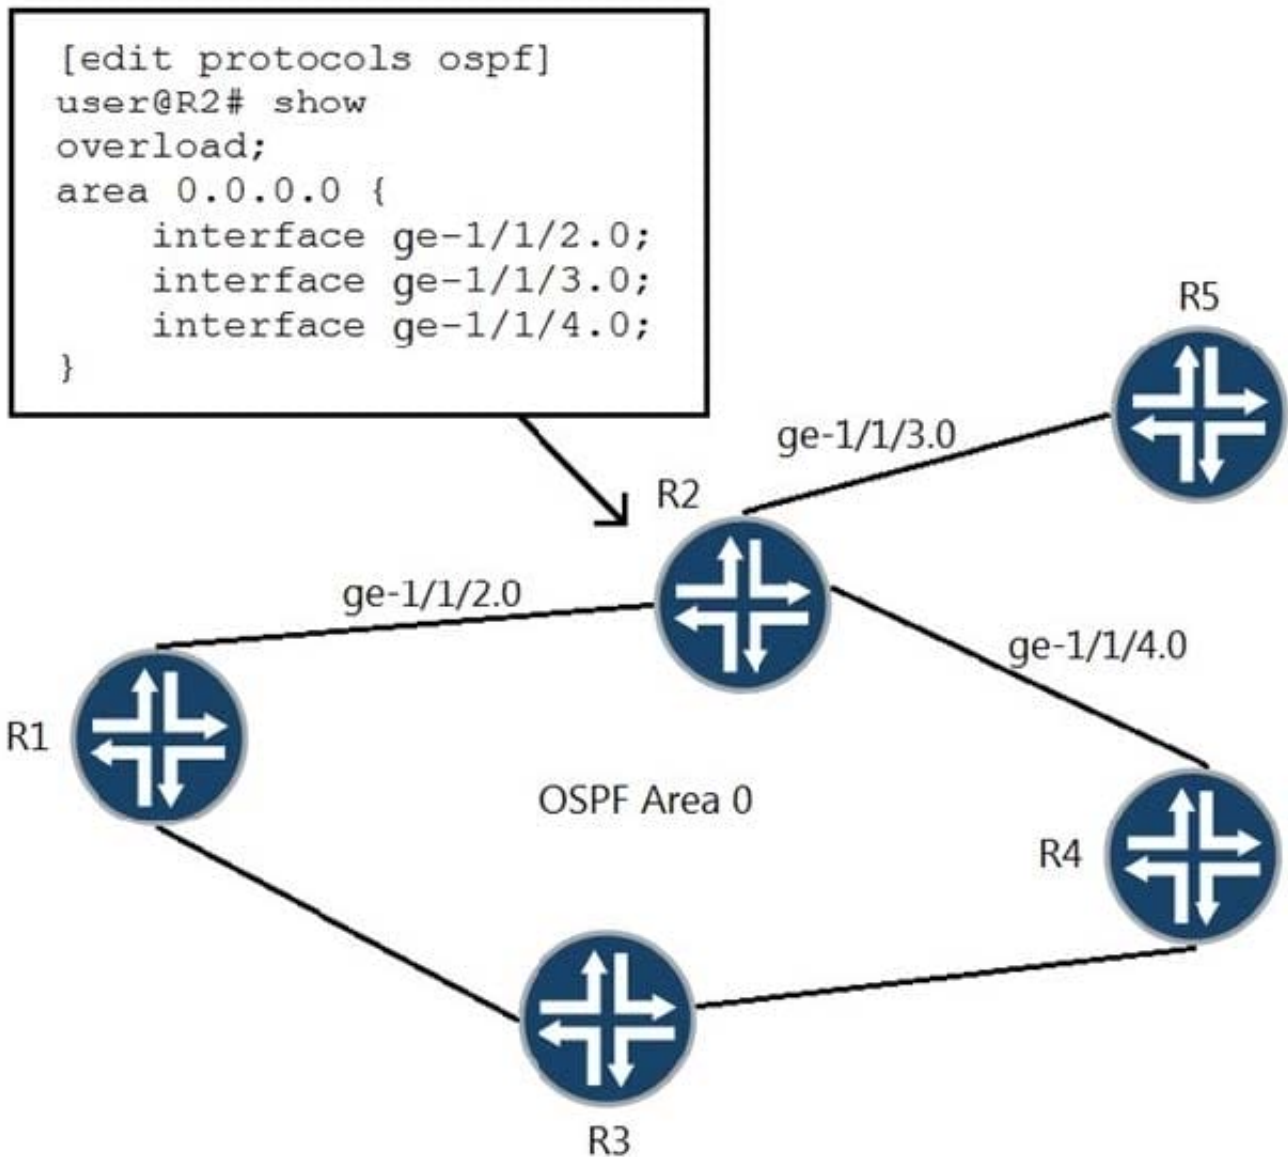 [edit protocols ospf]
user@R2# show
overload;
area 0.0.0.0 {
interface ge-1/1/2.0;
interface ge-1/1/3.0;
interface ge-1/1/4.0;
}
R5
ge-1/1/3.0
R2
ge-1/1/2.0
ge-1/1/4.0
R1
OSPF Area 0
R4
R3